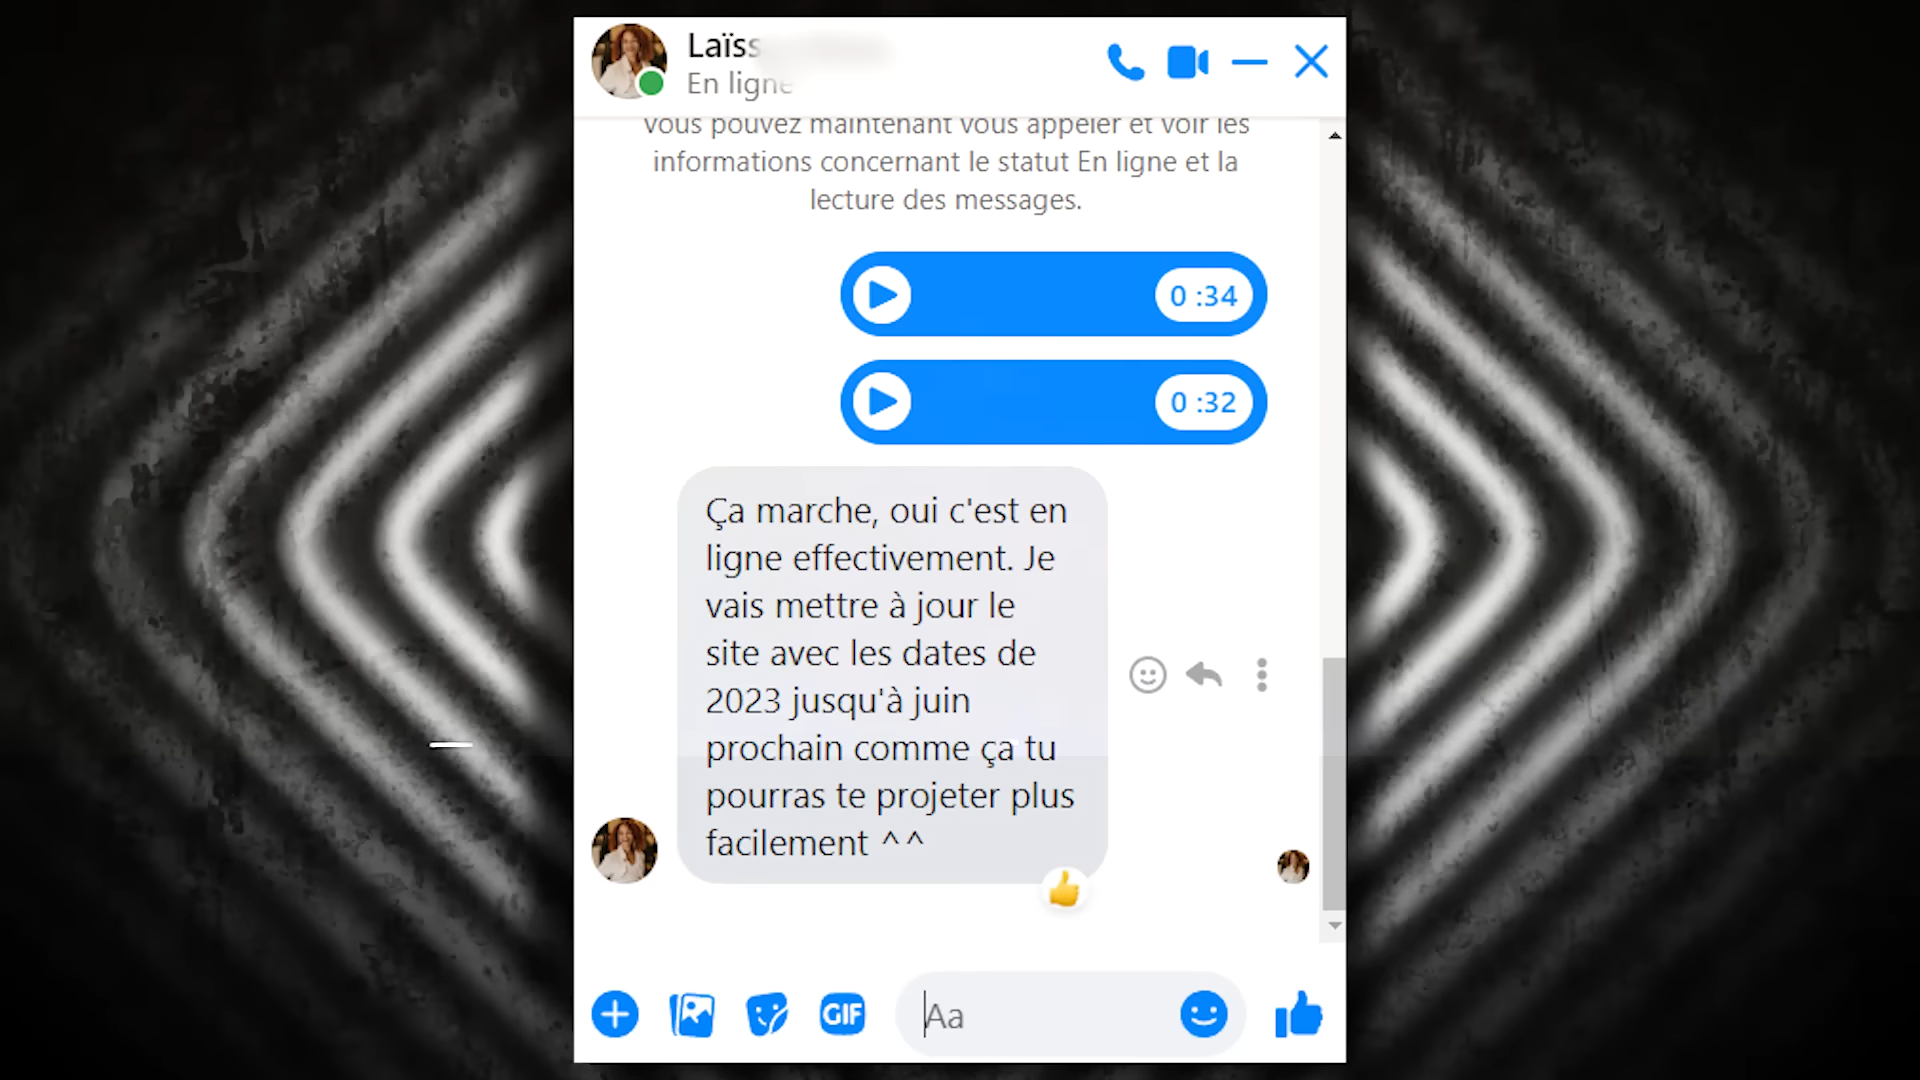 Laïss
En ligne
vous pouvez maintenant vous appeler et voir les
informations concernant le statut En ligne et la
lecture des messages.
0 :34
0 :32
Ça marche, oui c'est en
ligne effectivement. Je
vais mettre à jour le
site avec les dates de
2023 jusqu'à juin
prochain comme ça tu
pourras te projeter plus
facilement ^^
GIF
Aa